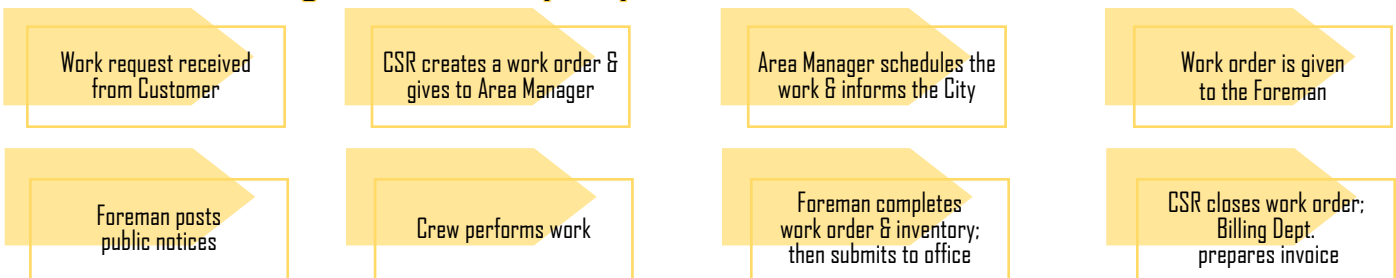 Work request received
from Customer
CSR creates a work order &
gives to Area Manager
Area Manager schedules the
work & informs the City
Work order is given
to the Foreman
Foreman posts
public notices
Crew performs work
Foreman completes
work order & inventory;
then submits to office
CSR closes work order;
Billing Dept.
prepares invoice